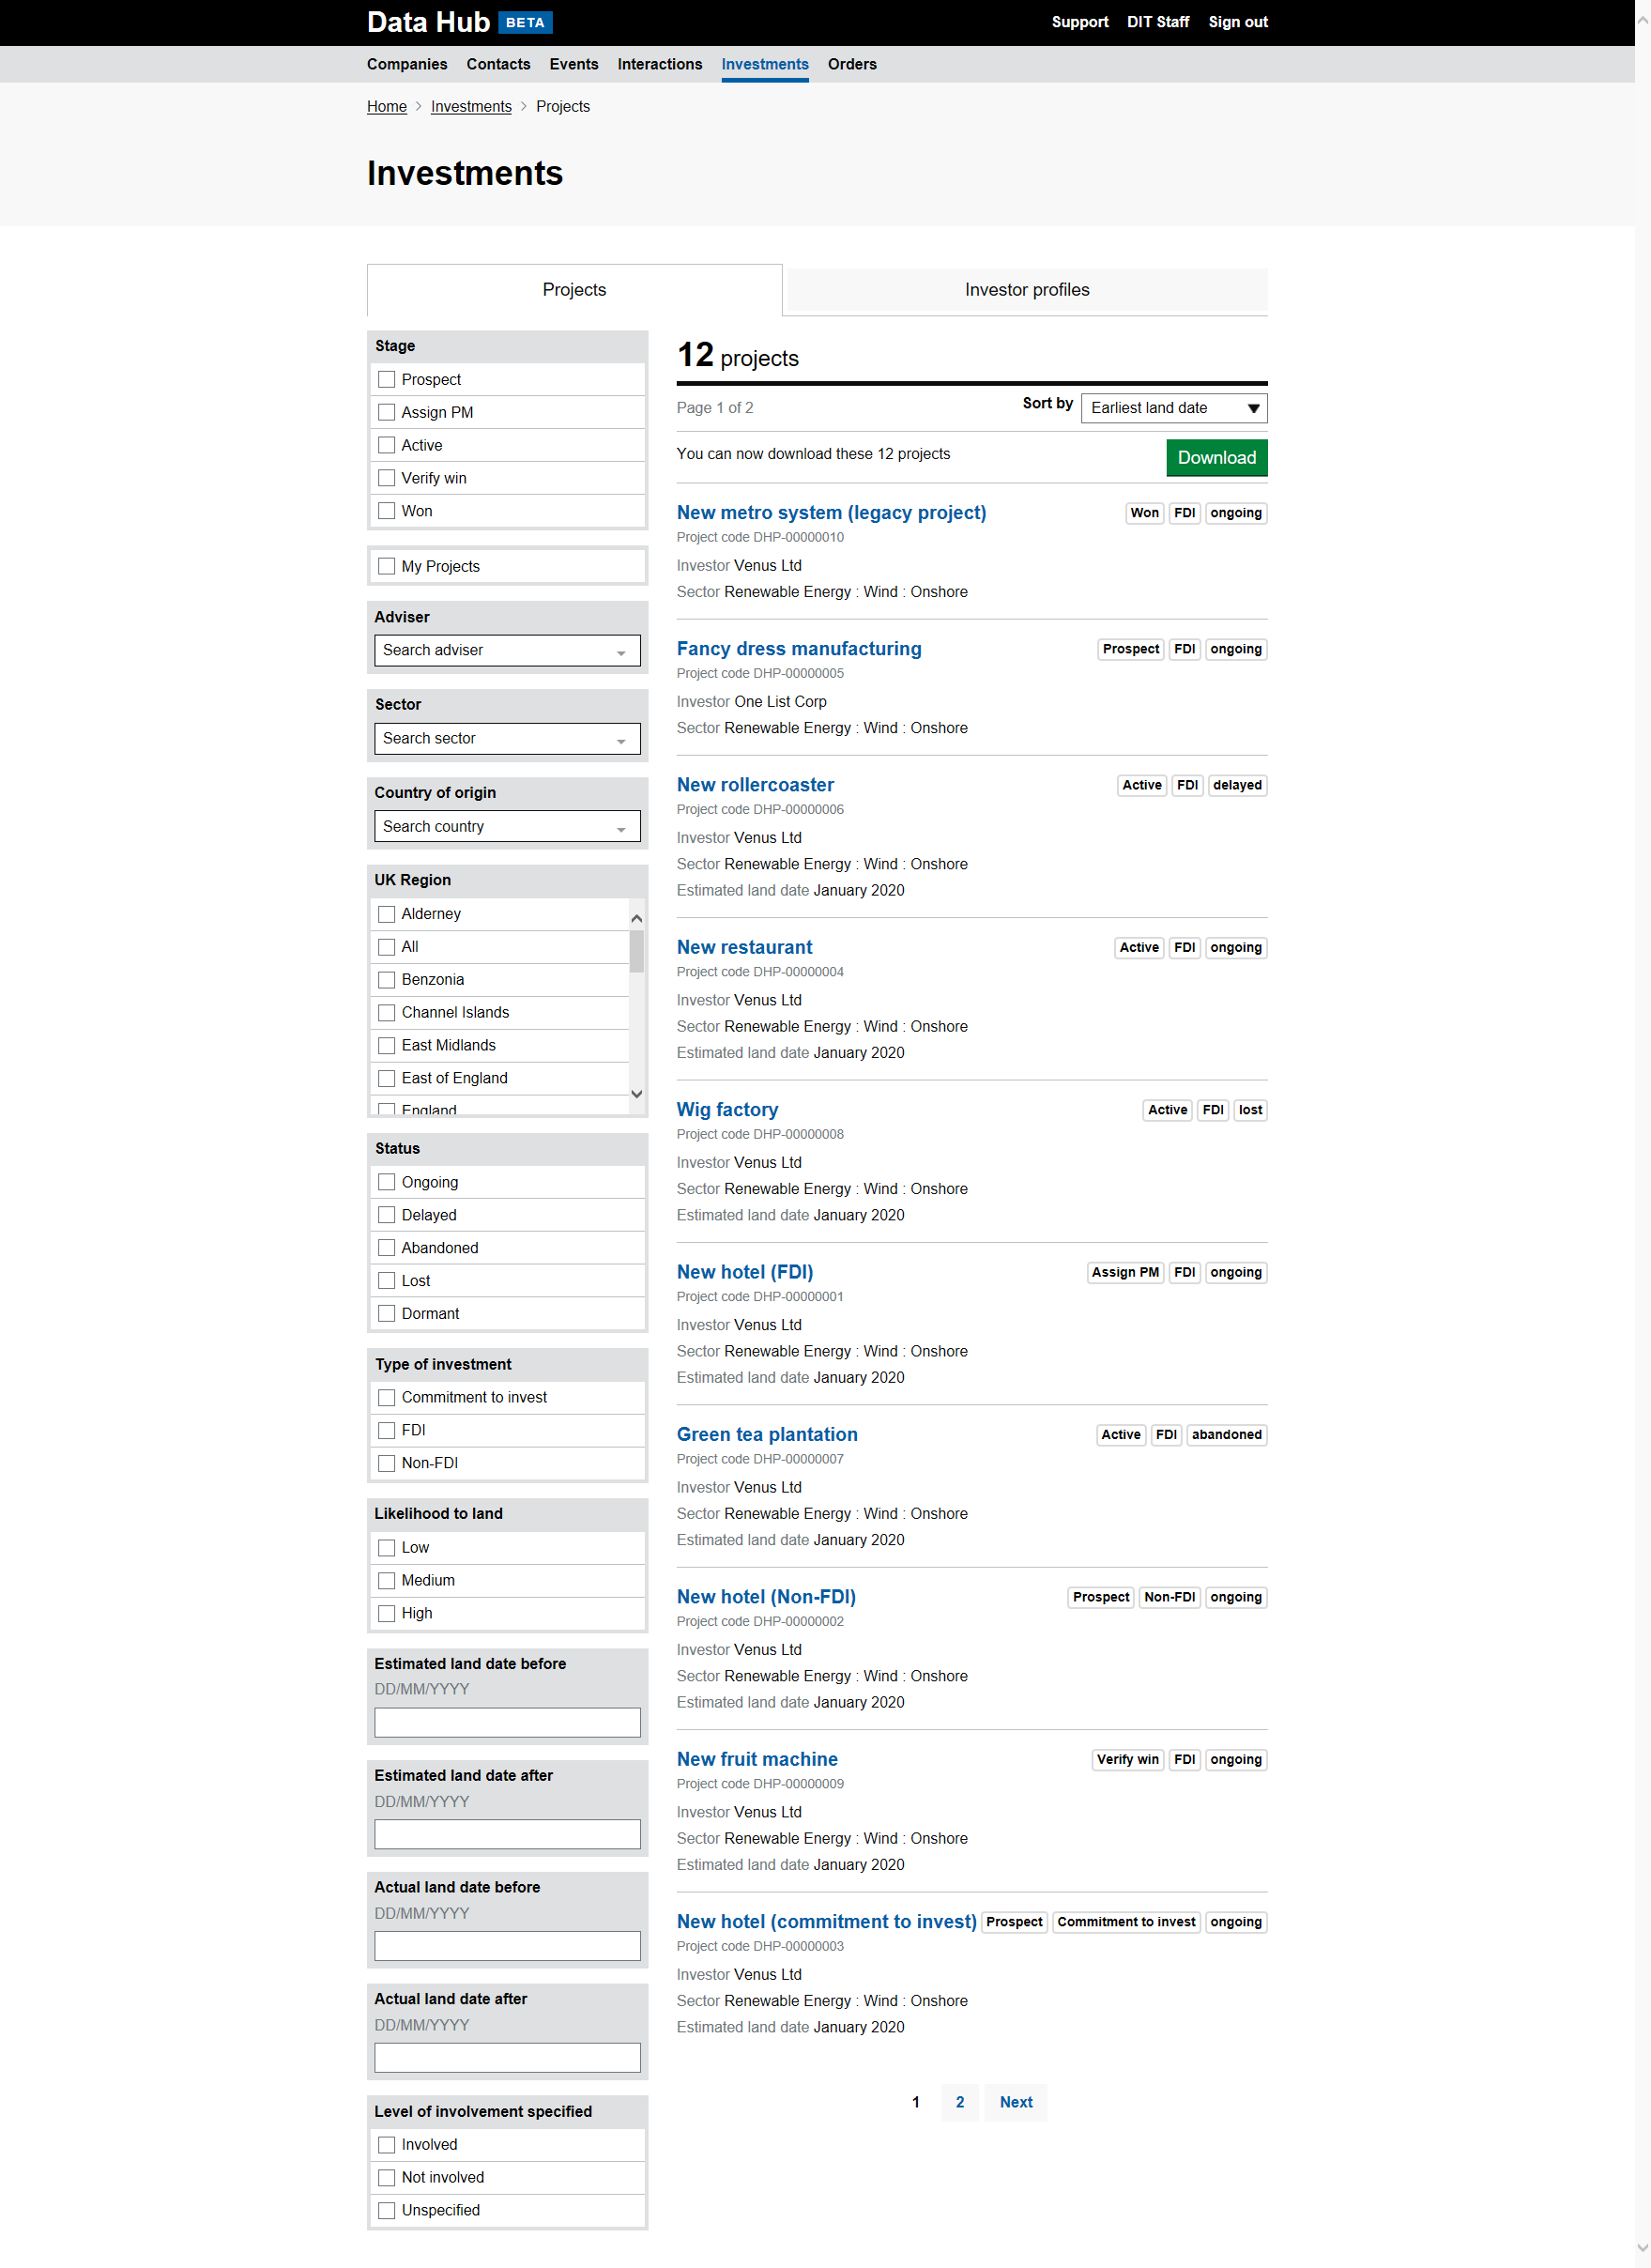 Data Hub BETA Support DIT Staff Sign out
Companies Contacts Events Interactions Investments Orders
Home > Investments > Projects
Investments
Projects
Investor profiles
Stage
Prospect
Assign PM
Active
Verify win
Won
My Projects
Adviser
Search adviser
Sector
Search sector
Country of origin
Search country
UK Region
Alderney
All
Benzonia
Channel Islands
East Midlands
East of England
England
Status
Ongoing
Delayed
Abandoned
Lost
Dormant
Type of investment
Commitment to invest
FDI
Non-FDI
Likelihood to land
Low
Medium
High
Estimated land date before
DD/MM/YYYY
Estimated land date after
DD/MM/YYYY
Actual land date before
DD/MM/YYYY
Actual land date after
DD/MM/YYYY
Level of involvement specified
Involved
Not involved
Unspecified
12 projects
Page 1 of 2 Sort by Earliest land date
You can now download these 12 projects Download
New metro system (legacy project) Won FDI ongoing
Project code DHP-00000010
Investor Venus Ltd
Sector Renewable Energy : Wind : Onshore
Fancy dress manufacturing Prospect FDI ongoing
Project code DHP-00000005
Investor One List Corp
Sector Renewable Energy : Wind : Onshore
New rollercoaster Active FDI delayed
Project code DHP-00000006
Investor Venus Ltd
Sector Renewable Energy : Wind : Onshore
Estimated land date January 2020
New restaurant Active FDI ongoing
Project code DHP-00000004
Investor Venus Ltd
Sector Renewable Energy : Wind : Onshore
Estimated land date January 2020
Wig factory Active FDI lost
Project code DHP-00000008
Investor Venus Ltd
Sector Renewable Energy : Wind : Onshore
Estimated land date January 2020
New hotel (FDI) Assign PM FDI ongoing
Project code DHP-00000001
Investor Venus Ltd
Sector Renewable Energy : Wind : Onshore
Estimated land date January 2020
Green tea plantation Active FDI abandoned
Project code DHP-00000007
Investor Venus Ltd
Sector Renewable Energy : Wind : Onshore
Estimated land date January 2020
New hotel (Non-FDI) Prospect Non-FDI ongoing
Project code DHP-00000002
Investor Venus Ltd
Sector Renewable Energy : Wind : Onshore
Estimated land date January 2020
New fruit machine Verify win FDI ongoing
Project code DHP-00000009
Investor Venus Ltd
Sector Renewable Energy : Wind : Onshore
Estimated land date January 2020
New hotel (commitment to invest) Prospect Commitment to invest ongoing
Project code DHP-00000003
Investor Venus Ltd
Sector Renewable Energy : Wind : Onshore
Estimated land date January 2020
1 2 Next